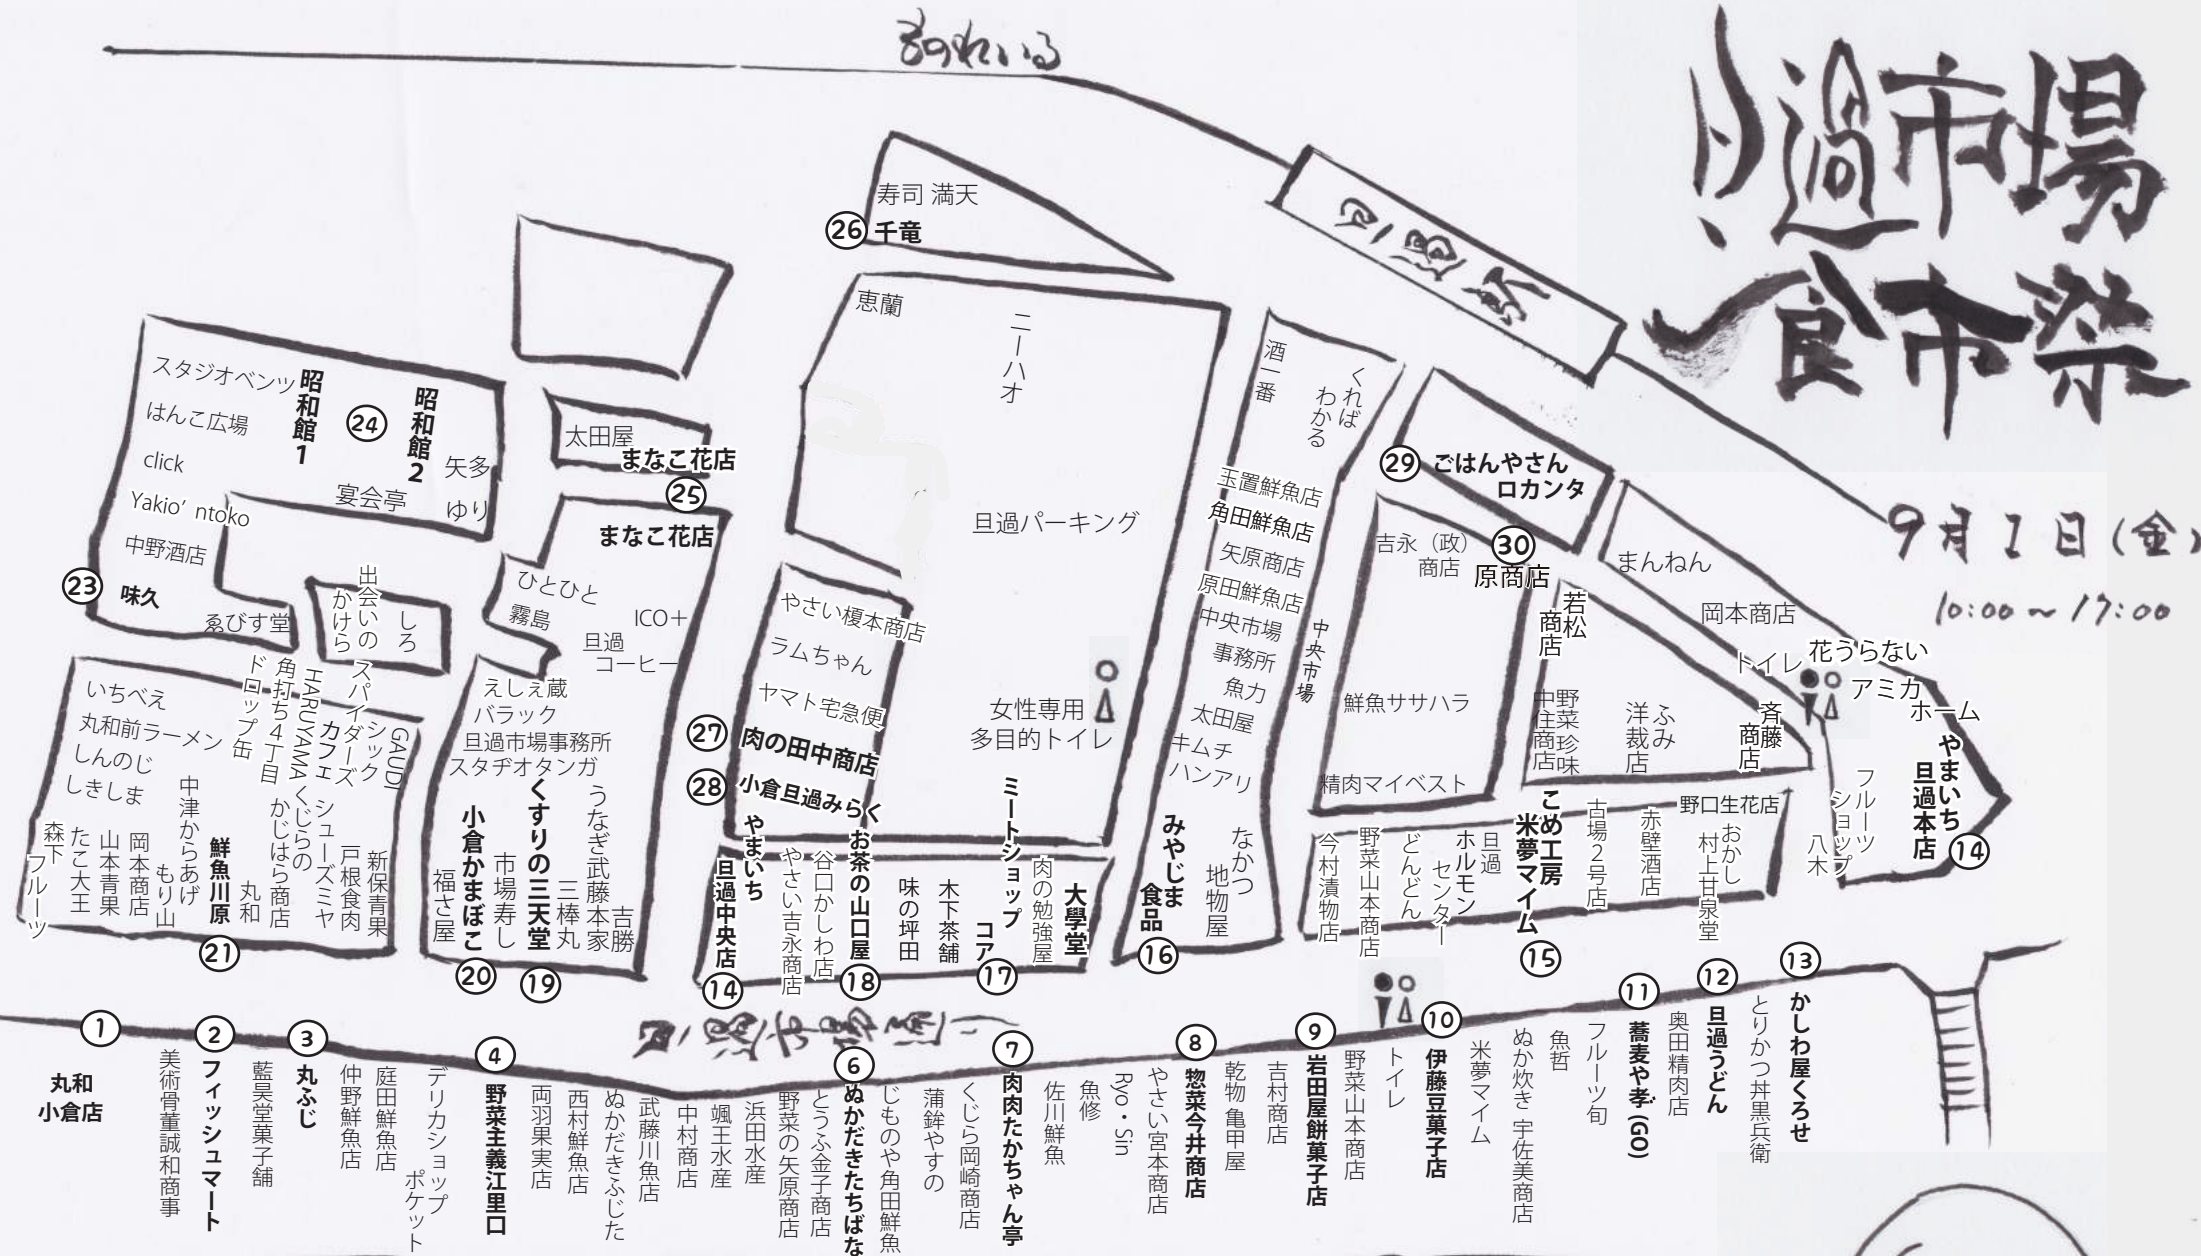 旦過市場
食市祭
9月1日(金)
10:00〜17:00
ものれいる
旦過駅
寿司 満天
26 千竜
恵蘭
ニーハオ
旦過パーキング
女性専用
多目的トイレ
スタジオベンツ
はんこ広場
click
Yakio’ntoko
中野酒店
23 味久
ゑびす堂
昭和館1
24
昭和館2
矢多
宴会亭
ゆり
出会いの
かけら
しろ
太田屋
まなこ花店
25
まなこ花店
ひとひと
霧島
ICO+
旦過
コーヒー
えしぇ蔵
バラック
旦過市場事務所
スタヂオタンガ
小倉かまぼこ
20
福さ屋
市場寿し
くすりの三天堂
19
三棒丸
うなぎ武藤本家
吉勝
いちべえ
丸和前ラーメン
しんのじ
しきしま
森下
フルーツ
たこ大王
山本青果
岡本商店
中津からあげ
もり山
鮮魚川原
21
丸和
ドロップ缶
角打ち4丁目
HARUYAMA
カフェ
スパイダーズ
シック
GAUDI
くじらの
かじはら商店
シューズミヤ
戸根食肉
新保青果
やさい榎本商店
ラムちゃん
ヤマト宅急便
27 肉の田中商店
28 小倉旦過みらく
やまいち
旦過中央店
14
やさい吉永商店
谷口かしわ店
お茶の山口屋
18
味の坪田
木下茶舗
ミートショップ
コア
17
肉の勉強屋
大學堂
酒一番
くれば
わかる
玉置鮮魚店
角田鮮魚店
矢原商店
原田鮮魚店
中央市場
事務所
魚力
太田屋
キムチ
ハンアリ
みやじま
食品
16
なかつ
地物屋
中央市場
29 ごはんやさん
ロカンタ
吉永(政)
商店
30
原商店
鮮魚ササハラ
精肉マイベスト
若松
商店
中住商店
野菜珍味
洋裁店
ふみ
斉藤
商店
まんねん
岡本商店
トイレ
花うらない
アミカ
ホーム
やまいち
旦過本店
14
フルーツ
ショップ
八木
今村漬物店
野菜山本商店
どんどん
ホルモン
センター
旦過
こめ工房
米夢マイム
15
古場2号店
赤壁酒店
野口生花店
おかし
村上甘泉堂
旦過市場通り
1 丸和
小倉店
美術骨董誠和商事
2 フィッシュマート
藍昊堂菓子舗
3 丸ふじ
仲野鮮魚店
庭田鮮魚店
デリカショップ
ポケット
4 野菜主義江里口
両羽果実店
西村鮮魚店
ぬかだきふじた
武藤川魚店
中村商店
颯王水産
浜田水産
野菜の矢原商店
とうふ金子商店
6 ぬかだきたちばな
じものや角田鮮魚
蒲鉾やすの
くじら岡崎商店
7 肉肉たかちゃん亭
佐川鮮魚
魚修
Ryo・Sin
やさい宮本商店
8 惣菜今井商店
乾物 亀甲屋
吉村商店
9 岩田屋餅菓子店
野菜山本商店
トイレ
10 伊藤豆菓子店
米夢マイム
ぬか炊き 宇佐美商店
魚哲
フルーツ旬
11 蕎麦や孝(GO)
奥田精肉店
12 旦過うどん
とりかつ丼黒兵衛
13 かしわ屋くろせ